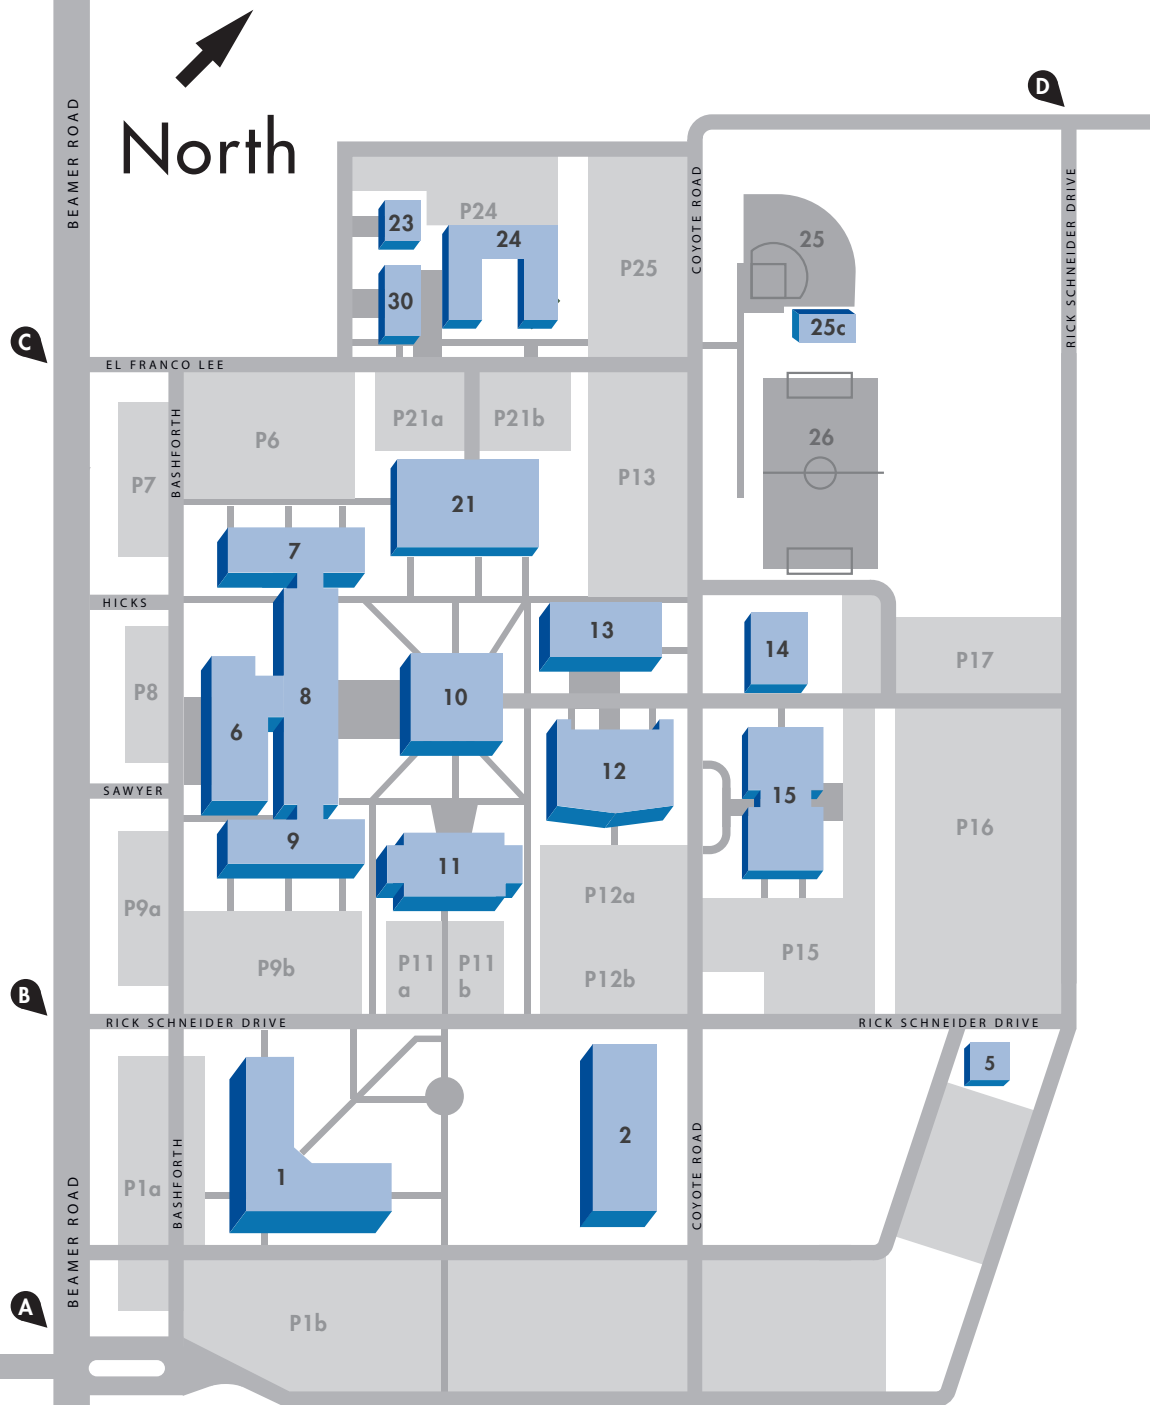 D
North
BEAMER ROAD
COYOTE ROAD
RICK SCHNEIDER DRIVE
P24
23
24
25
P25
30
25c
C
EL FRANCO LEE
P21a
P21b
P6
BASHFORTH
26
P7
P13
21
7
HICKS
13
14
P17
P8
8
10
6
12
SAWYER
15
P16
9
11
P12a
P9a
P9b
P11
a
P11
b
P15
P12b
B
RICK SCHNEIDER DRIVE
RICK SCHNEIDER DRIVE
5
2
1
P1a
BASHFORTH
COYOTE ROAD
BEAMER ROAD
A
P1b